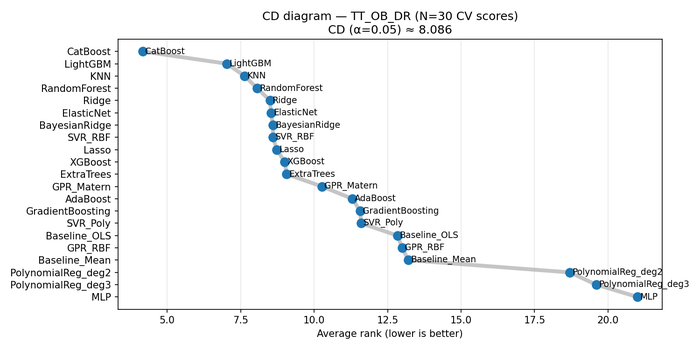 CD diagram — TT_OB_DR (N=30 CV scores)
CD (α=0.05) ≈ 8.086
CatBoost
LightGBM
KNN
RandomForest
Ridge
ElasticNet
BayesianRidge
SVR_RBF
Lasso
XGBoost
ExtraTrees
GPR_Matern
AdaBoost
GradientBoosting
SVR_Poly
Baseline_OLS
GPR_RBF
Baseline_Mean
PolynomialReg_deg2
PolynomialReg_deg3
MLP
CatBoost
LightGBM
KNN
RandomForest
Ridge
ElasticNet
BayesianRidge
SVR_RBF
Lasso
XGBoost
ExtraTrees
GPR_Matern
AdaBoost
GradientBoosting
SVR_Poly
Baseline_OLS
GPR_RBF
Baseline_Mean
PolynomialReg_deg2
PolynomialReg_deg3
MLP
5.0 7.5 10.0 12.5 15.0 17.5 20.0
Average rank (lower is better)